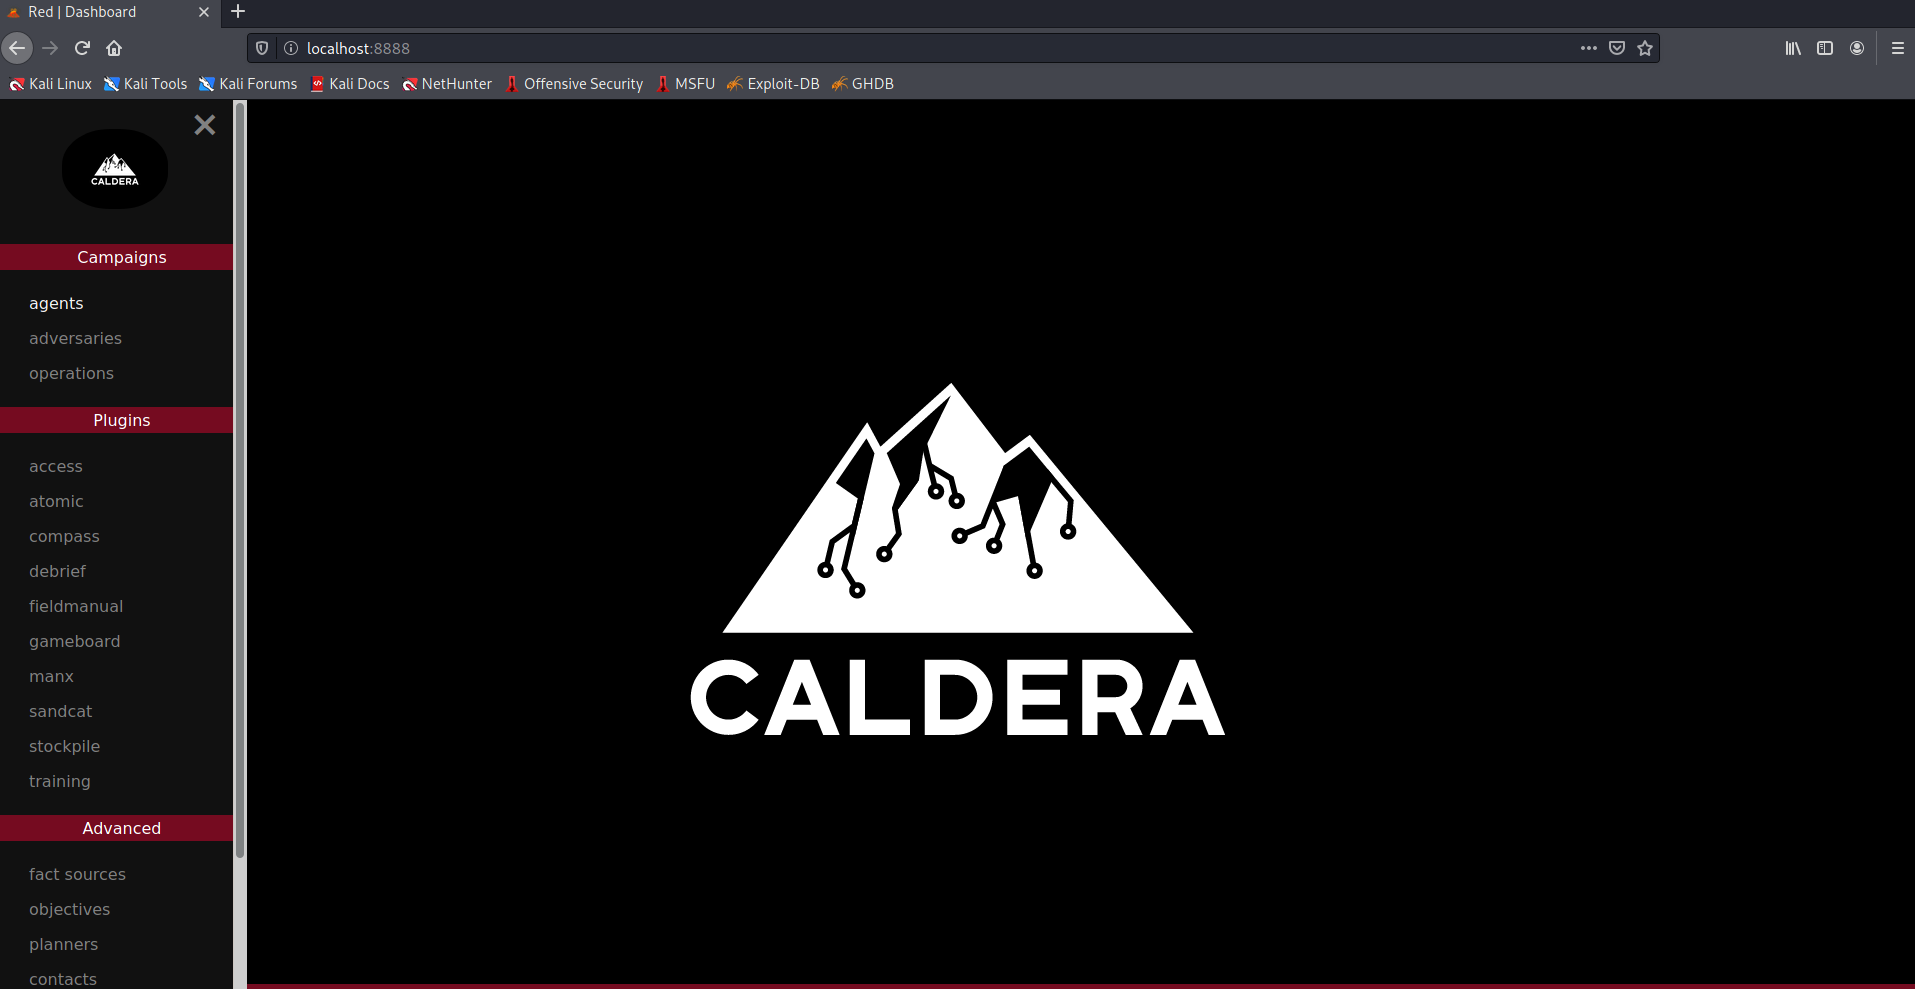 Red | Dashboard
localhost:8888
Kali Linux Kali Tools Kali Forums Kali Docs NetHunter Offensive Security MSFU Exploit-DB GHDB
CALDERA
Campaigns
agents
adversaries
operations
Plugins
access
atomic
compass
debrief
fieldmanual
gameboard
manx
sandcat
stockpile
training
Advanced
fact sources
objectives
planners
contacts
CALDERA